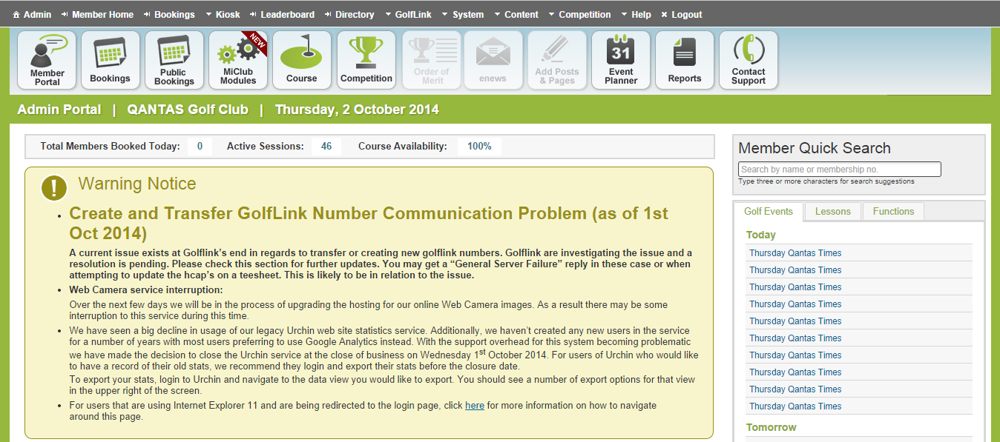 Admin Member Home Bookings Kiosk Leaderboard Directory GolfLink System Content Competition Help Logout
Member
Portal
Bookings
Public
Bookings
NEW
MiClub
Modules
Course
Competition
Order of
Merit
enews
Add Posts
& Pages
31
Event
Planner
Reports
Contact
Support
Admin Portal | QANTAS Golf Club | Thursday, 2 October 2014
Total Members Booked Today: 0 Active Sessions: 46 Course Availability: 100%
! Warning Notice
• Create and Transfer GolfLink Number Communication Problem (as of 1st
Oct 2014)
A current issue exists at Golflink's end in regards to transfer or creating new golflink numbers. Golflink are investigating the issue and a
resolution is pending. Please check this section for further updates. You may get a “General Server Failure” reply in these case or when
attempting to update the hcap's on a teesheet. This is likely to be in relation to the issue.
• Web Camera service interruption:
Over the next few days we will be in the process of upgrading the hosting for our online Web Camera images. As a result there may be some
interruption to this service during this time.
• We have seen a big decline in usage of our legacy Urchin web site statistics service. Additionally, we haven't created any new users in the service
for a number of years with most users preferring to use Google Analytics instead. With the support overhead for this system becoming problematic
we have made the decision to close the Urchin service at the close of business on Wednesday 1st October 2014. For users of Urchin who would like
to have a record of their old stats, we recommend they login and export their stats before the closure date.
To export your stats, login to Urchin and navigate to the data view you would like to export. You should see a number of export options for that view
in the upper right of the screen.
• For users that are using Internet Explorer 11 and are being redirected to the login page, click here for more information on how to navigate
around this page.
Member Quick Search
Search by name or membership no.
Type three or more characters for search suggestions
Golf Events Lessons Functions
Today
Thursday Qantas Times
Thursday Qantas Times
Thursday Qantas Times
Thursday Qantas Times
Thursday Qantas Times
Thursday Qantas Times
Thursday Qantas Times
Thursday Qantas Times
Thursday Qantas Times
Thursday Qantas Times
Tomorrow